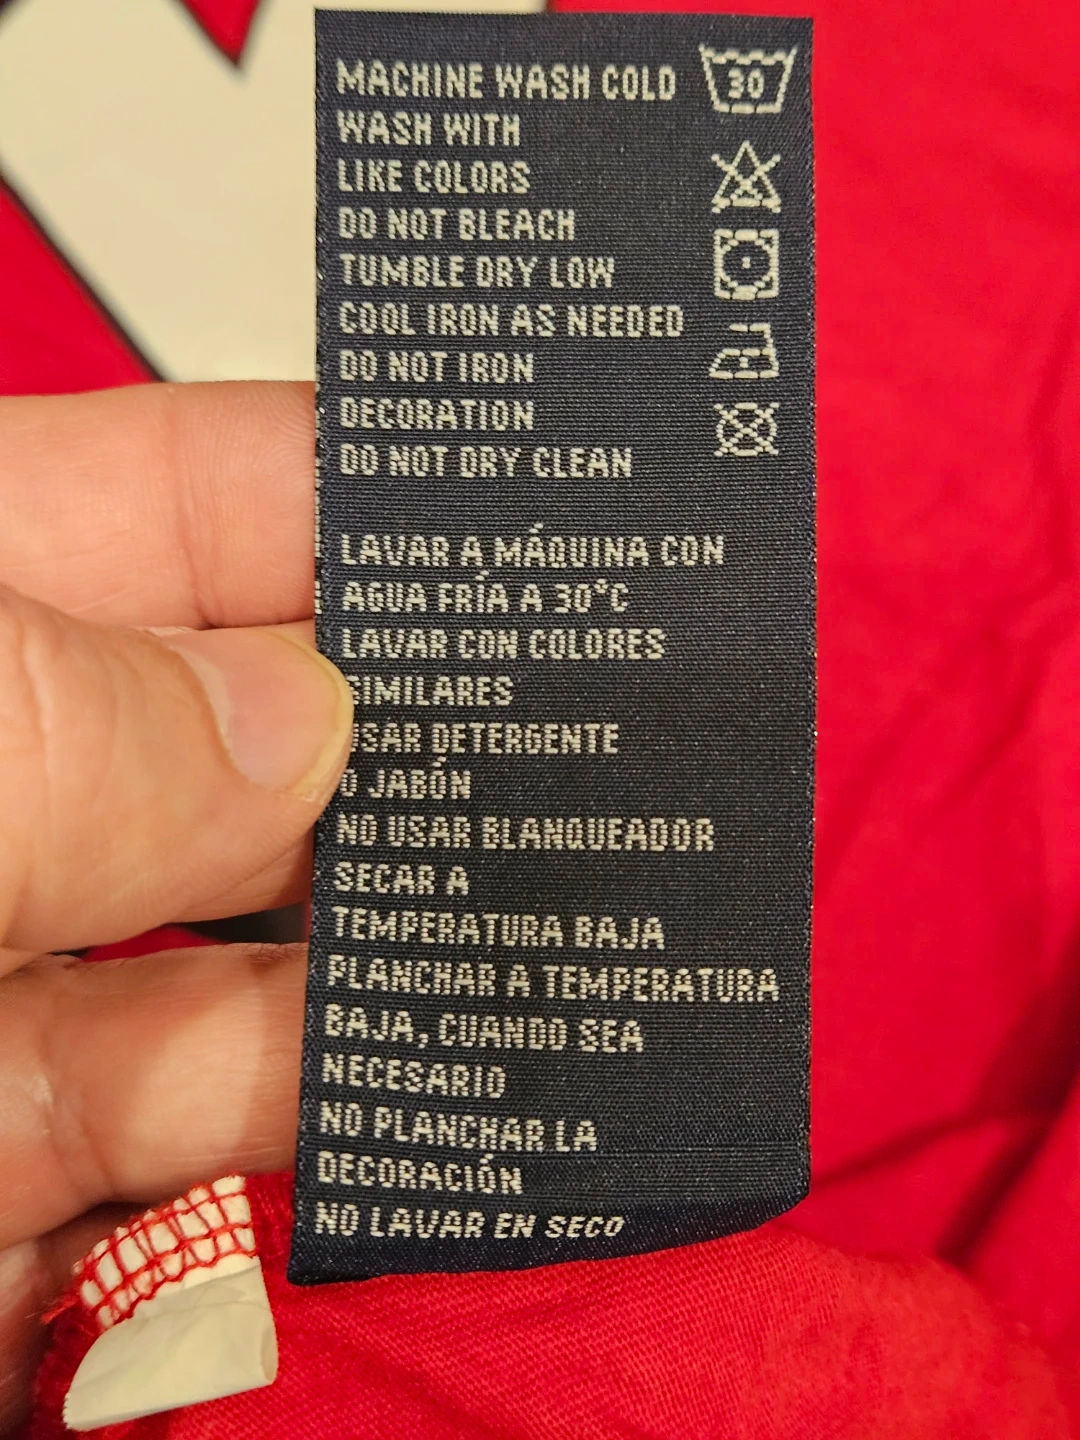 MACHINE WASH COLD
30
WASH WITH
LIKE COLORS
DO NOT BLEACH
TUMBLE DRY LOW
COOL IRON AS NEEDED
DO NOT IRON
DECORATION
DO NOT DRY CLEAN
LAVAR A MÁQUINA CON
AGUA FRÍA A 30°C
LAVAR CON COLORES
SIMILARES
USAR DETERGENTE
O JABÓN
NO USAR BLANQUEADOR
SECAR A
TEMPERATURA BAJA
PLANCHAR A TEMPERATURA
BAJA, CUANDO SEA
NECESARIO
NO PLANCHAR LA
DECORACIÓN
NO LAVAR EN SECO